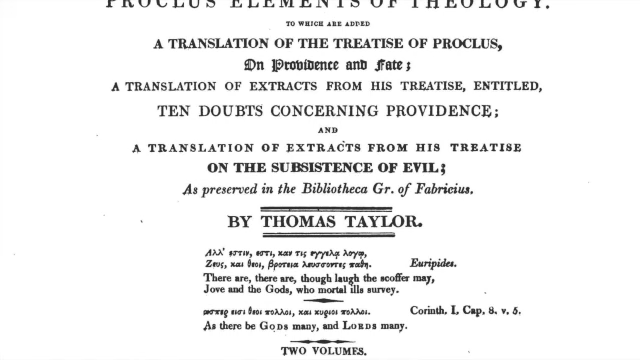 PROCLUS ELEMENTS OF THEOLOGY.
TO WHICH ARE ADDED
A TRANSLATION OF THE TREATISE OF PROCLUS,
On Providence and Fate;
A TRANSLATION OF EXTRACTS FROM HIS TREATISE, ENTITLED,
TEN DOUBTS CONCERNING PROVIDENCE;
AND
A TRANSLATION OF EXTRACTS FROM HIS TREATISE
ON THE SUBSISTENCE OF EVIL;
As preserved in the Bibliotheca Gr. of Fabricius.
BY THOMAS TAYLOR.
Αλλ' εστιν, εστι, καν τις εγγελα λογω,
Ζευς, και θεοι, βροτεια λευσσοντες παθη. Euripides.
There are, there are, though laugh the scoffer may,
Jove and the Gods, who mortal ills survey.
ωσπερ εισι θεοι πολλοι, και κυριοι πολλοι. Corinth. I. Cap. 8. v. 5.
As there be GODS many, and LORDS many.
TWO VOLUMES.